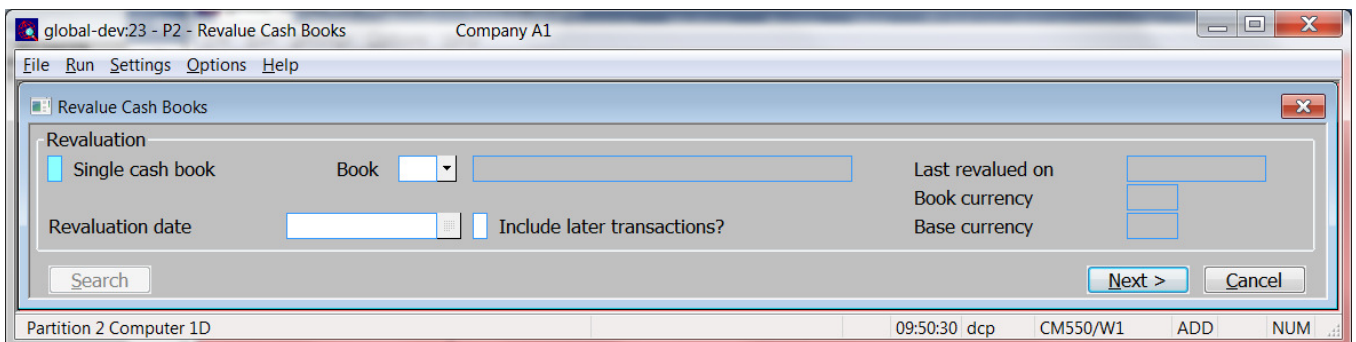 global-dev:23 - P2 - Revalue Cash Books Company A1
File Run Settings Options Help
Revalue Cash Books
Revaluation
Single cash book Book Last revalued on
Book currency
Revaluation date Include later transactions? Base currency
Search Next > Cancel
Partition 2 Computer 1D 09:50:30 dcp CM550/W1 ADD NUM